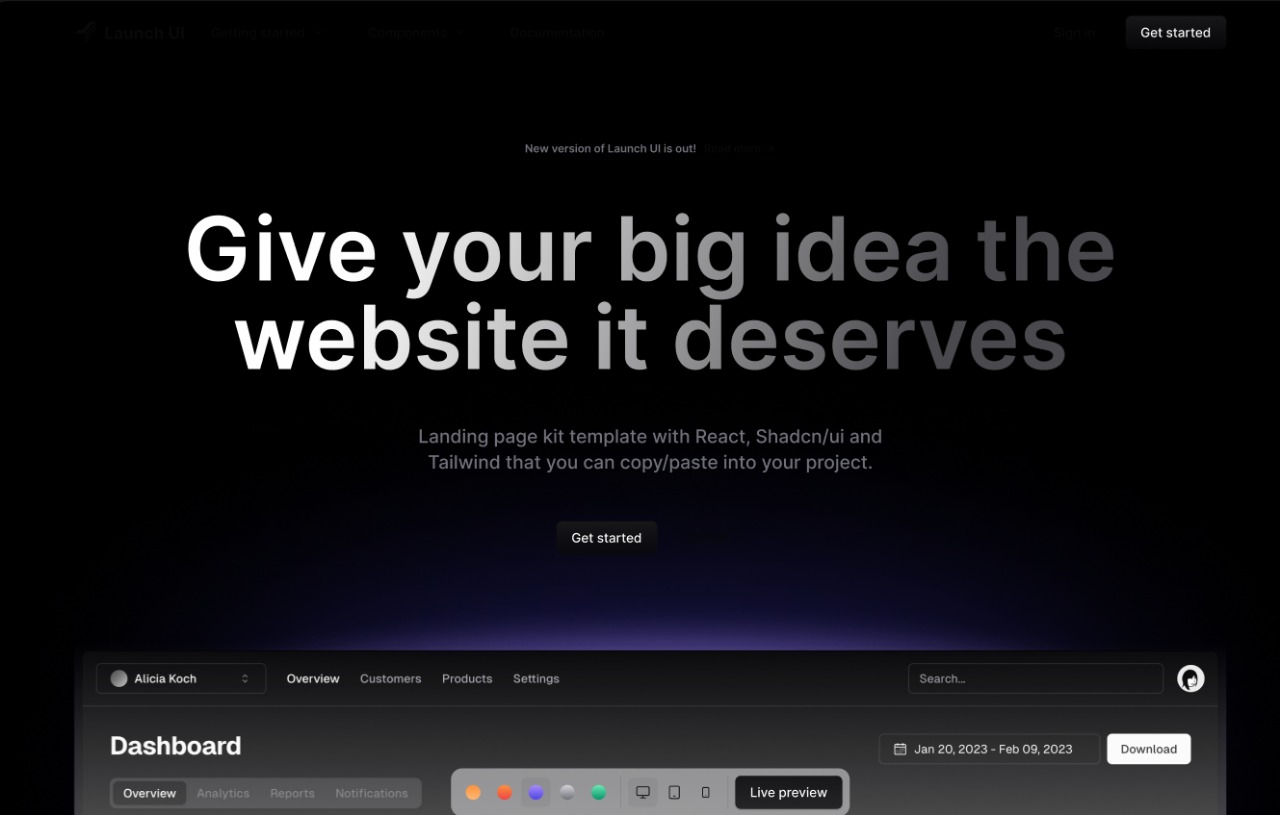 Launch UI Getting started Components Documentation Sign in Get started
New version of Launch UI is out! Read more
Give your big idea the
website it deserves
Landing page kit template with React, Shadcn/ui and
Tailwind that you can copy/paste into your project.
Get started
Alicia Koch Overview Customers Products Settings Search...
Dashboard
Jan 20, 2023 - Feb 09, 2023 Download
Overview Analytics Reports Notifications
Live preview